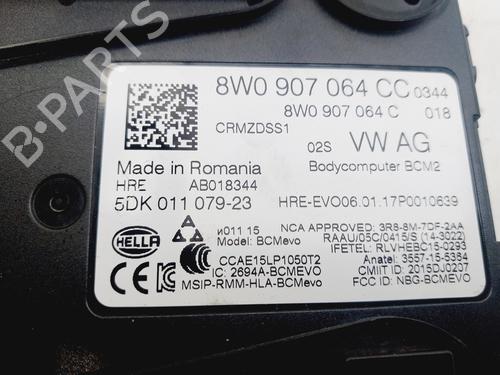 B-PARTS
8W0 907 064 CC 0344
8W0 907 064 C 018
CRMZDSS1
02S VW AG
Made in Romania Bodycomputer BCM2
HRE AB018344
5DK 011 079-23 HRE-EVO06.01.17P0010639
HELLA
и011 15
Model: BCMevo
NCA APPROVED: 3R8-8M-7DF-2AA
RAAU/05C/0415/S (14-3022)
IFETEL: RLVHEBC15-0293
Anatel: 3557-15-5364
CMIIT ID: 2015DJ0207
FCC ID: NBG-BCMEVO
CCAE15LP1050T2
IC: 2694A-BCMEVO
MSIP-RMM-HLA-BCMevo